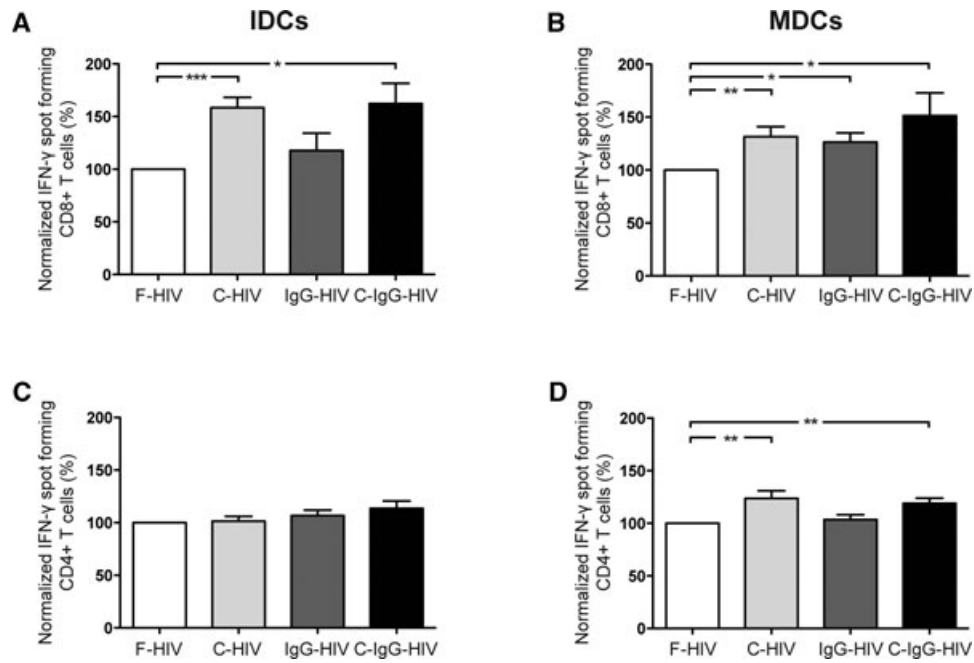 A
IDCs
Normalized IFN-γ spot forming
CD8+ T cells (%)
200
150
100
50
0
*
***
F-HIV C-HIV IgG-HIV C-IgG-HIV
B
MDCs
Normalized IFN-γ spot forming
CD8+ T cells (%)
200
150
100
50
0
*
*
**
F-HIV C-HIV IgG-HIV C-IgG-HIV
C
Normalized IFN-γ spot forming
CD4+ T cells (%)
200
150
100
50
0
F-HIV C-HIV IgG-HIV C-IgG-HIV
D
Normalized IFN-γ spot forming
CD4+ T cells (%)
200
150
100
50
0
**
**
F-HIV C-HIV IgG-HIV C-IgG-HIV